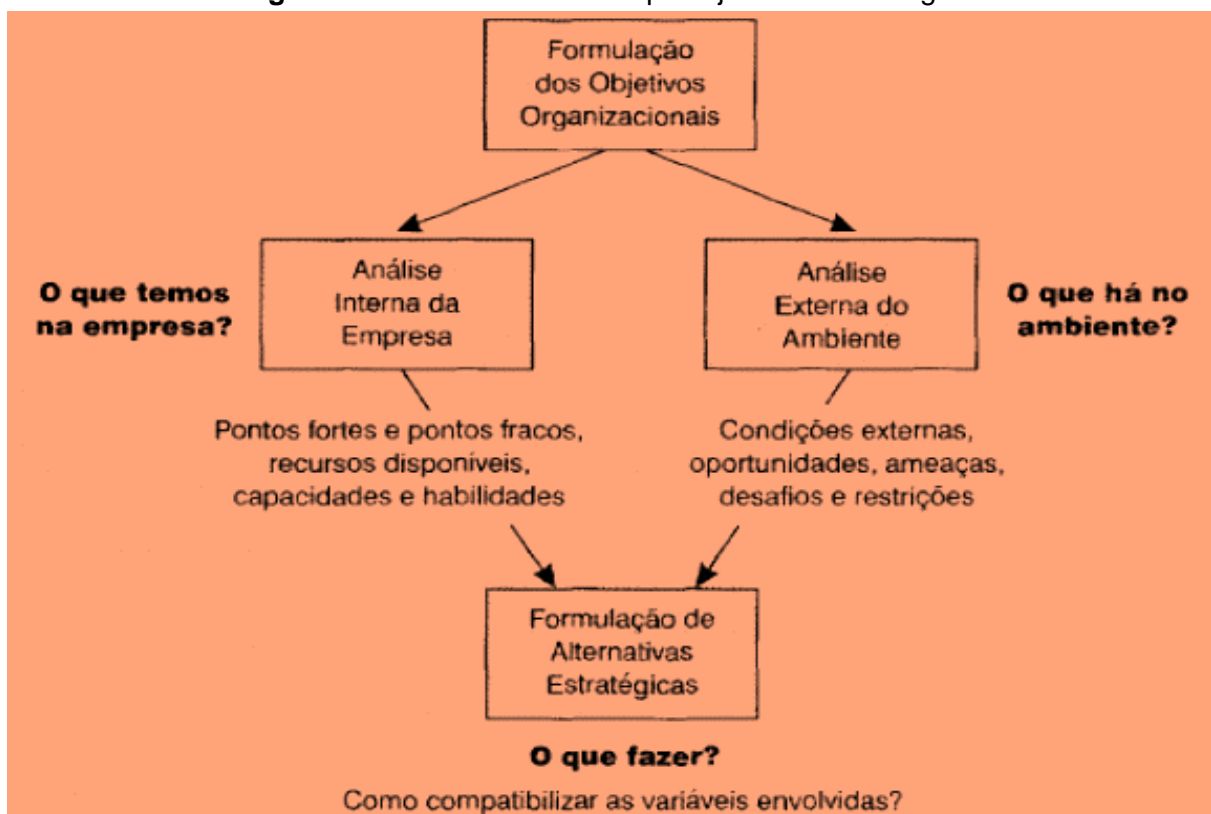 Formulação
dos Objetivos
Organizacionais
Análise
Interna da
Empresa
O que temos
na empresa?
Análise
Externa do
Ambiente
O que há no
ambiente?
Pontos fortes e pontos fracos,
recursos disponíveis,
capacidades e habilidades
Condições externas,
oportunidades, ameaças,
desafios e restrições
Formulação de
Alternativas
Estratégicas
O que fazer?
Como compatibilizar as variáveis envolvidas?